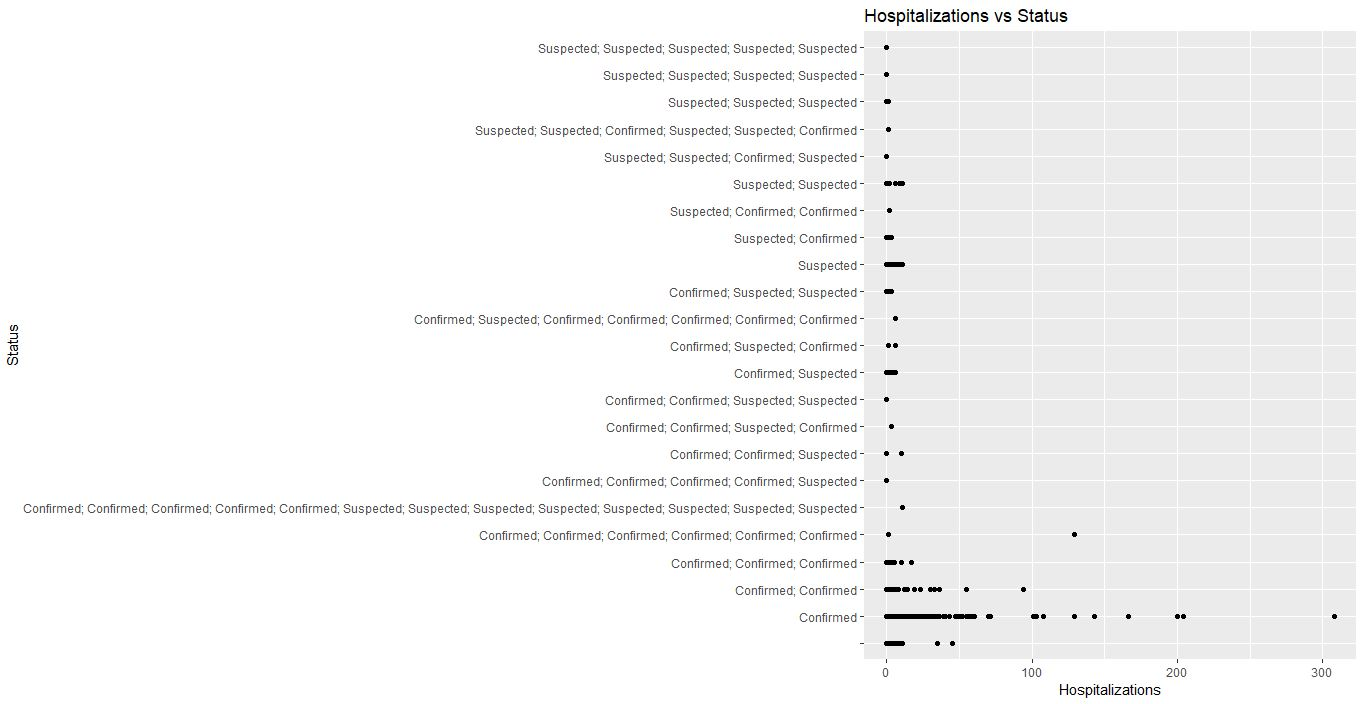 Hospitalizations vs Status
Suspected; Suspected; Suspected; Suspected; Suspected
Suspected; Suspected; Suspected; Suspected
Suspected; Suspected; Suspected
Suspected; Suspected; Confirmed; Suspected; Suspected; Confirmed
Suspected; Suspected; Confirmed; Suspected
Suspected; Suspected
Suspected; Confirmed; Confirmed
Suspected; Confirmed
Suspected
Confirmed; Suspected; Suspected
Confirmed; Suspected; Confirmed; Confirmed; Confirmed; Confirmed; Confirmed
Confirmed; Suspected; Confirmed
Confirmed; Suspected
Confirmed; Confirmed; Suspected; Suspected
Confirmed; Confirmed; Suspected; Confirmed
Confirmed; Confirmed; Suspected
Confirmed; Confirmed; Confirmed; Confirmed; Suspected
Confirmed; Confirmed; Confirmed; Confirmed; Confirmed; Suspected; Suspected; Suspected; Suspected; Suspected; Suspected; Suspected; Suspected
Confirmed; Confirmed; Confirmed; Confirmed; Confirmed; Confirmed
Confirmed; Confirmed; Confirmed
Confirmed; Confirmed
Confirmed
Status
0 100 200 300
Hospitalizations